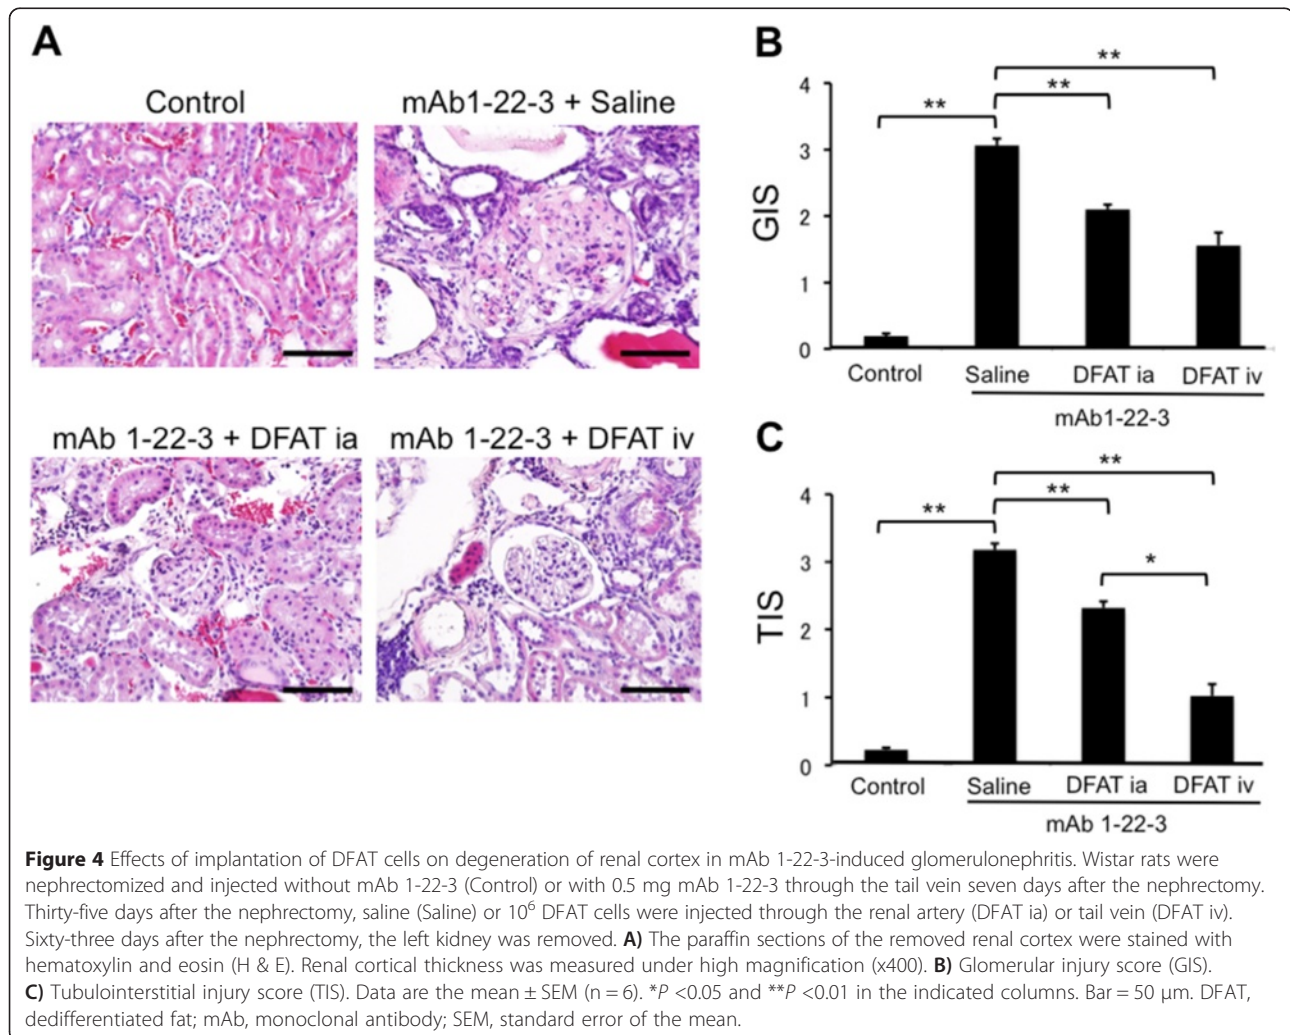 A
Control
mAb1-22-3 + Saline
mAb 1-22-3 + DFAT ia
mAb 1-22-3 + DFAT iv
B
**
**
**
4
3
2
1
0
GIS
Control
Saline
DFAT ia
DFAT iv
mAb1-22-3
C
**
**
**
*
4
3
2
1
0
TIS
Control
Saline
DFAT ia
DFAT iv
mAb 1-22-3
Figure 4 Effects of implantation of DFAT cells on degeneration of renal cortex in mAb 1-22-3-induced glomerulonephritis. Wistar rats were
nephrectomized and injected without mAb 1-22-3 (Control) or with 0.5 mg mAb 1-22-3 through the tail vein seven days after the nephrectomy.
Thirty-five days after the nephrectomy, saline (Saline) or 10⁶ DFAT cells were injected through the renal artery (DFAT ia) or tail vein (DFAT iv).
Sixty-three days after the nephrectomy, the left kidney was removed. A) The paraffin sections of the removed renal cortex were stained with
hematoxylin and eosin (H & E). Renal cortical thickness was measured under high magnification (x400). B) Glomerular injury score (GIS).
C) Tubulointerstitial injury score (TIS). Data are the mean ± SEM (n = 6). *P <0.05 and **P <0.01 in the indicated columns. Bar = 50 μm. DFAT,
dedifferentiated fat; mAb, monoclonal antibody; SEM, standard error of the mean.